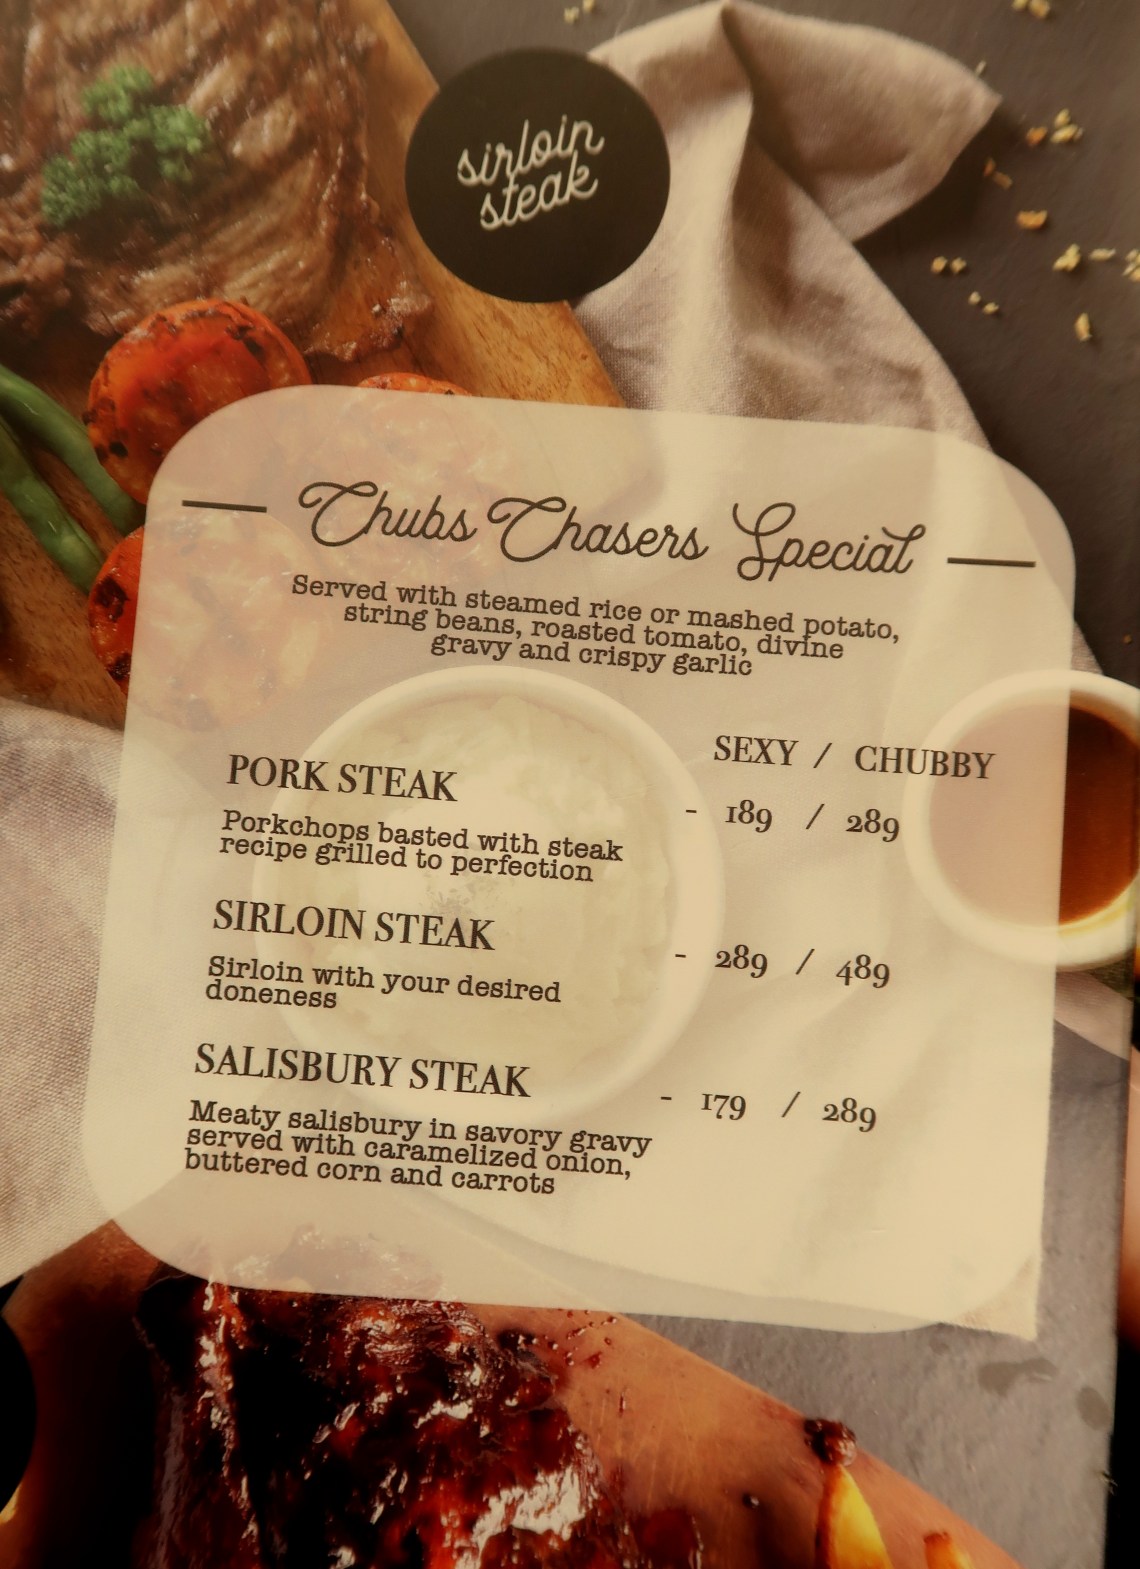 sirloin
steak
Chubs Chasers Special
Served with steamed rice or mashed potato,
string beans, roasted tomato, divine
gravy and crispy garlic
SEXY / CHUBBY
PORK STEAK - 189 / 289
Porkchops basted with steak
recipe grilled to perfection
SIRLOIN STEAK - 289 / 489
Sirloin with your desired
doneness
SALISBURY STEAK - 179 / 289
Meaty salisbury in savory gravy
served with caramelized onion,
buttered corn and carrots